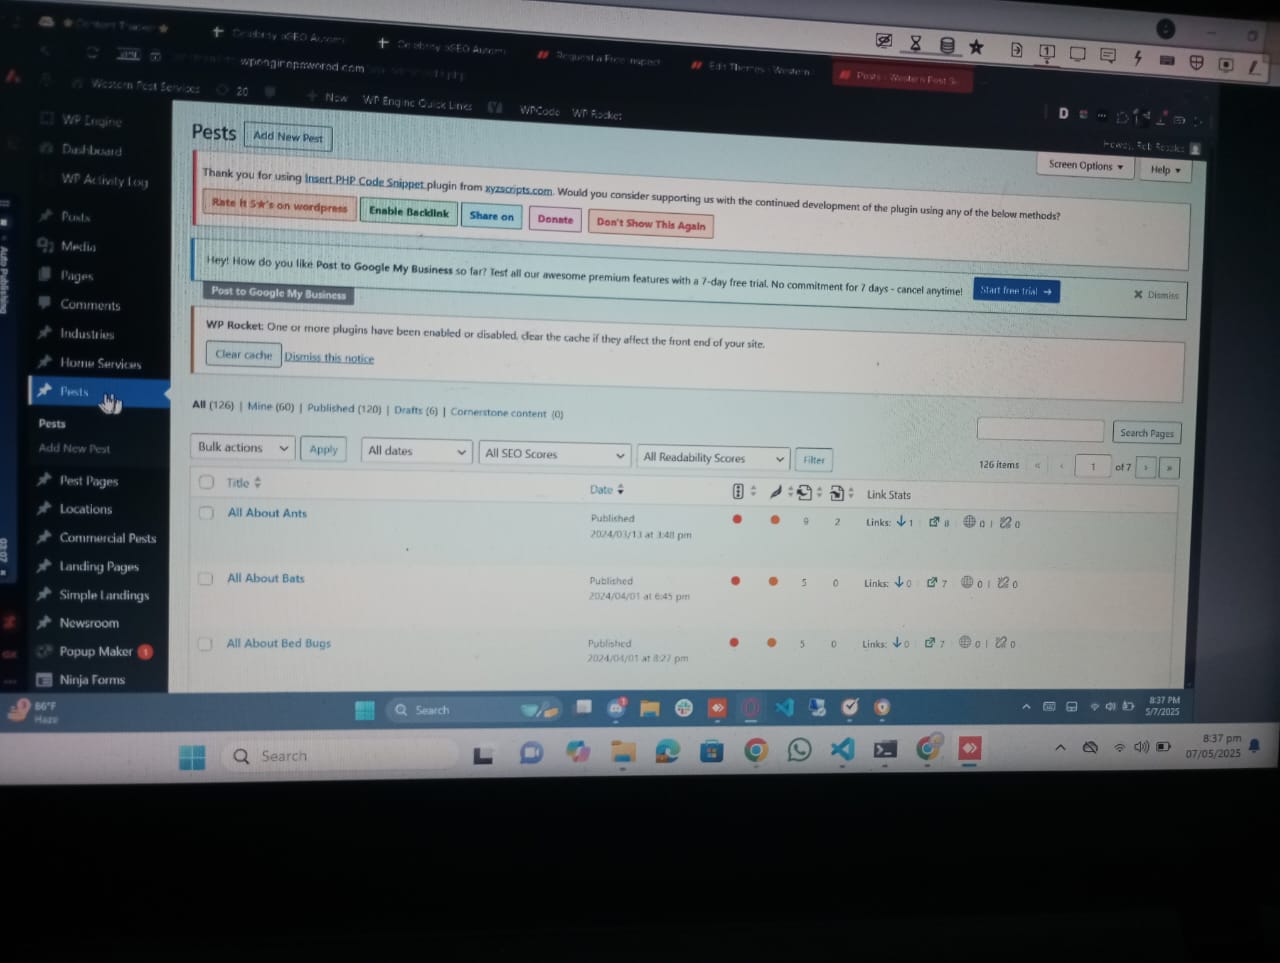 Request a Free Inspect
Edit Themes - Western
Posts - Western Pest S
wpenginepowered.com
Western Pest Services 20 New WP Engine Quick Links WPCode WP Rocket
D
WP Engine
Dashboard
WP Activity Log
Posts
Media
Pages
Comments
Industries
Home Services
Pests
Pests
Add New Pest
Pest Pages
Locations
Commercial Pests
Landing Pages
Simple Landings
Newsroom
Popup Maker 1
Ninja Forms
Auto Publishing
Pests Add New Pest
Screen Options Help
Thank you for using Insert PHP Code Snippet plugin from xyzscripts.com. Would you consider supporting us with the continued development of the plugin using any of the below methods?
Rate it 5★'s on wordpress Enable Backlink Share on Donate Don't Show This Again
Hey! How do you like Post to Google My Business so far? Test all our awesome premium features with a 7-day free trial. No commitment for 7 days - cancel anytime! Start free trial → Dismiss
Post to Google My Business
WP Rocket: One or more plugins have been enabled or disabled, clear the cache if they affect the front end of your site.
Clear cache Dismiss this notice
All (126) | Mine (60) | Published (120) | Drafts (6) | Cornerstone content (0)
Search Pages
Bulk actions Apply All dates All SEO Scores All Readability Scores Filter
126 items « ‹ 1 of 7 › »
Title Date Link Stats
All About Ants Published 9 2 Links: 1 8 0 | 0
2024/03/13 at 3:48 pm
All About Bats Published 5 0 Links: 0 7 0 | 0
2024/04/01 at 6:45 pm
All About Bed Bugs Published 5 0 Links: 0 7 0 | 0
2024/04/01 at 8:27 pm
86°F
Haze
Search
8:37 PM
5/7/2025
Search
8:37 pm
07/05/2025